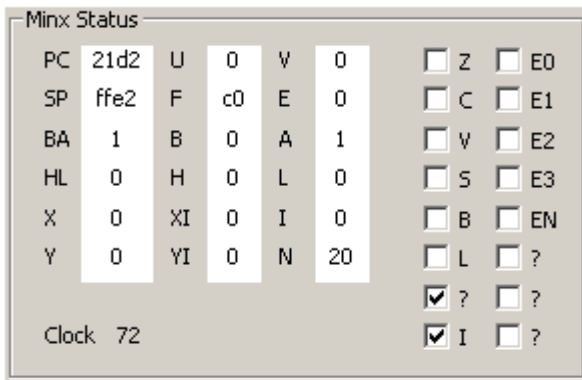 Minx Status
PC 21d2 U 0 V 0 Z E0
SP ffe2 F c0 E 0 C E1
BA 1 B 0 A 1 V E2
HL 0 H 0 L 0 S E3
X 0 XI 0 I 0 B EN
Y 0 YI 0 N 20 L ?
? ?
Clock 72 I ?